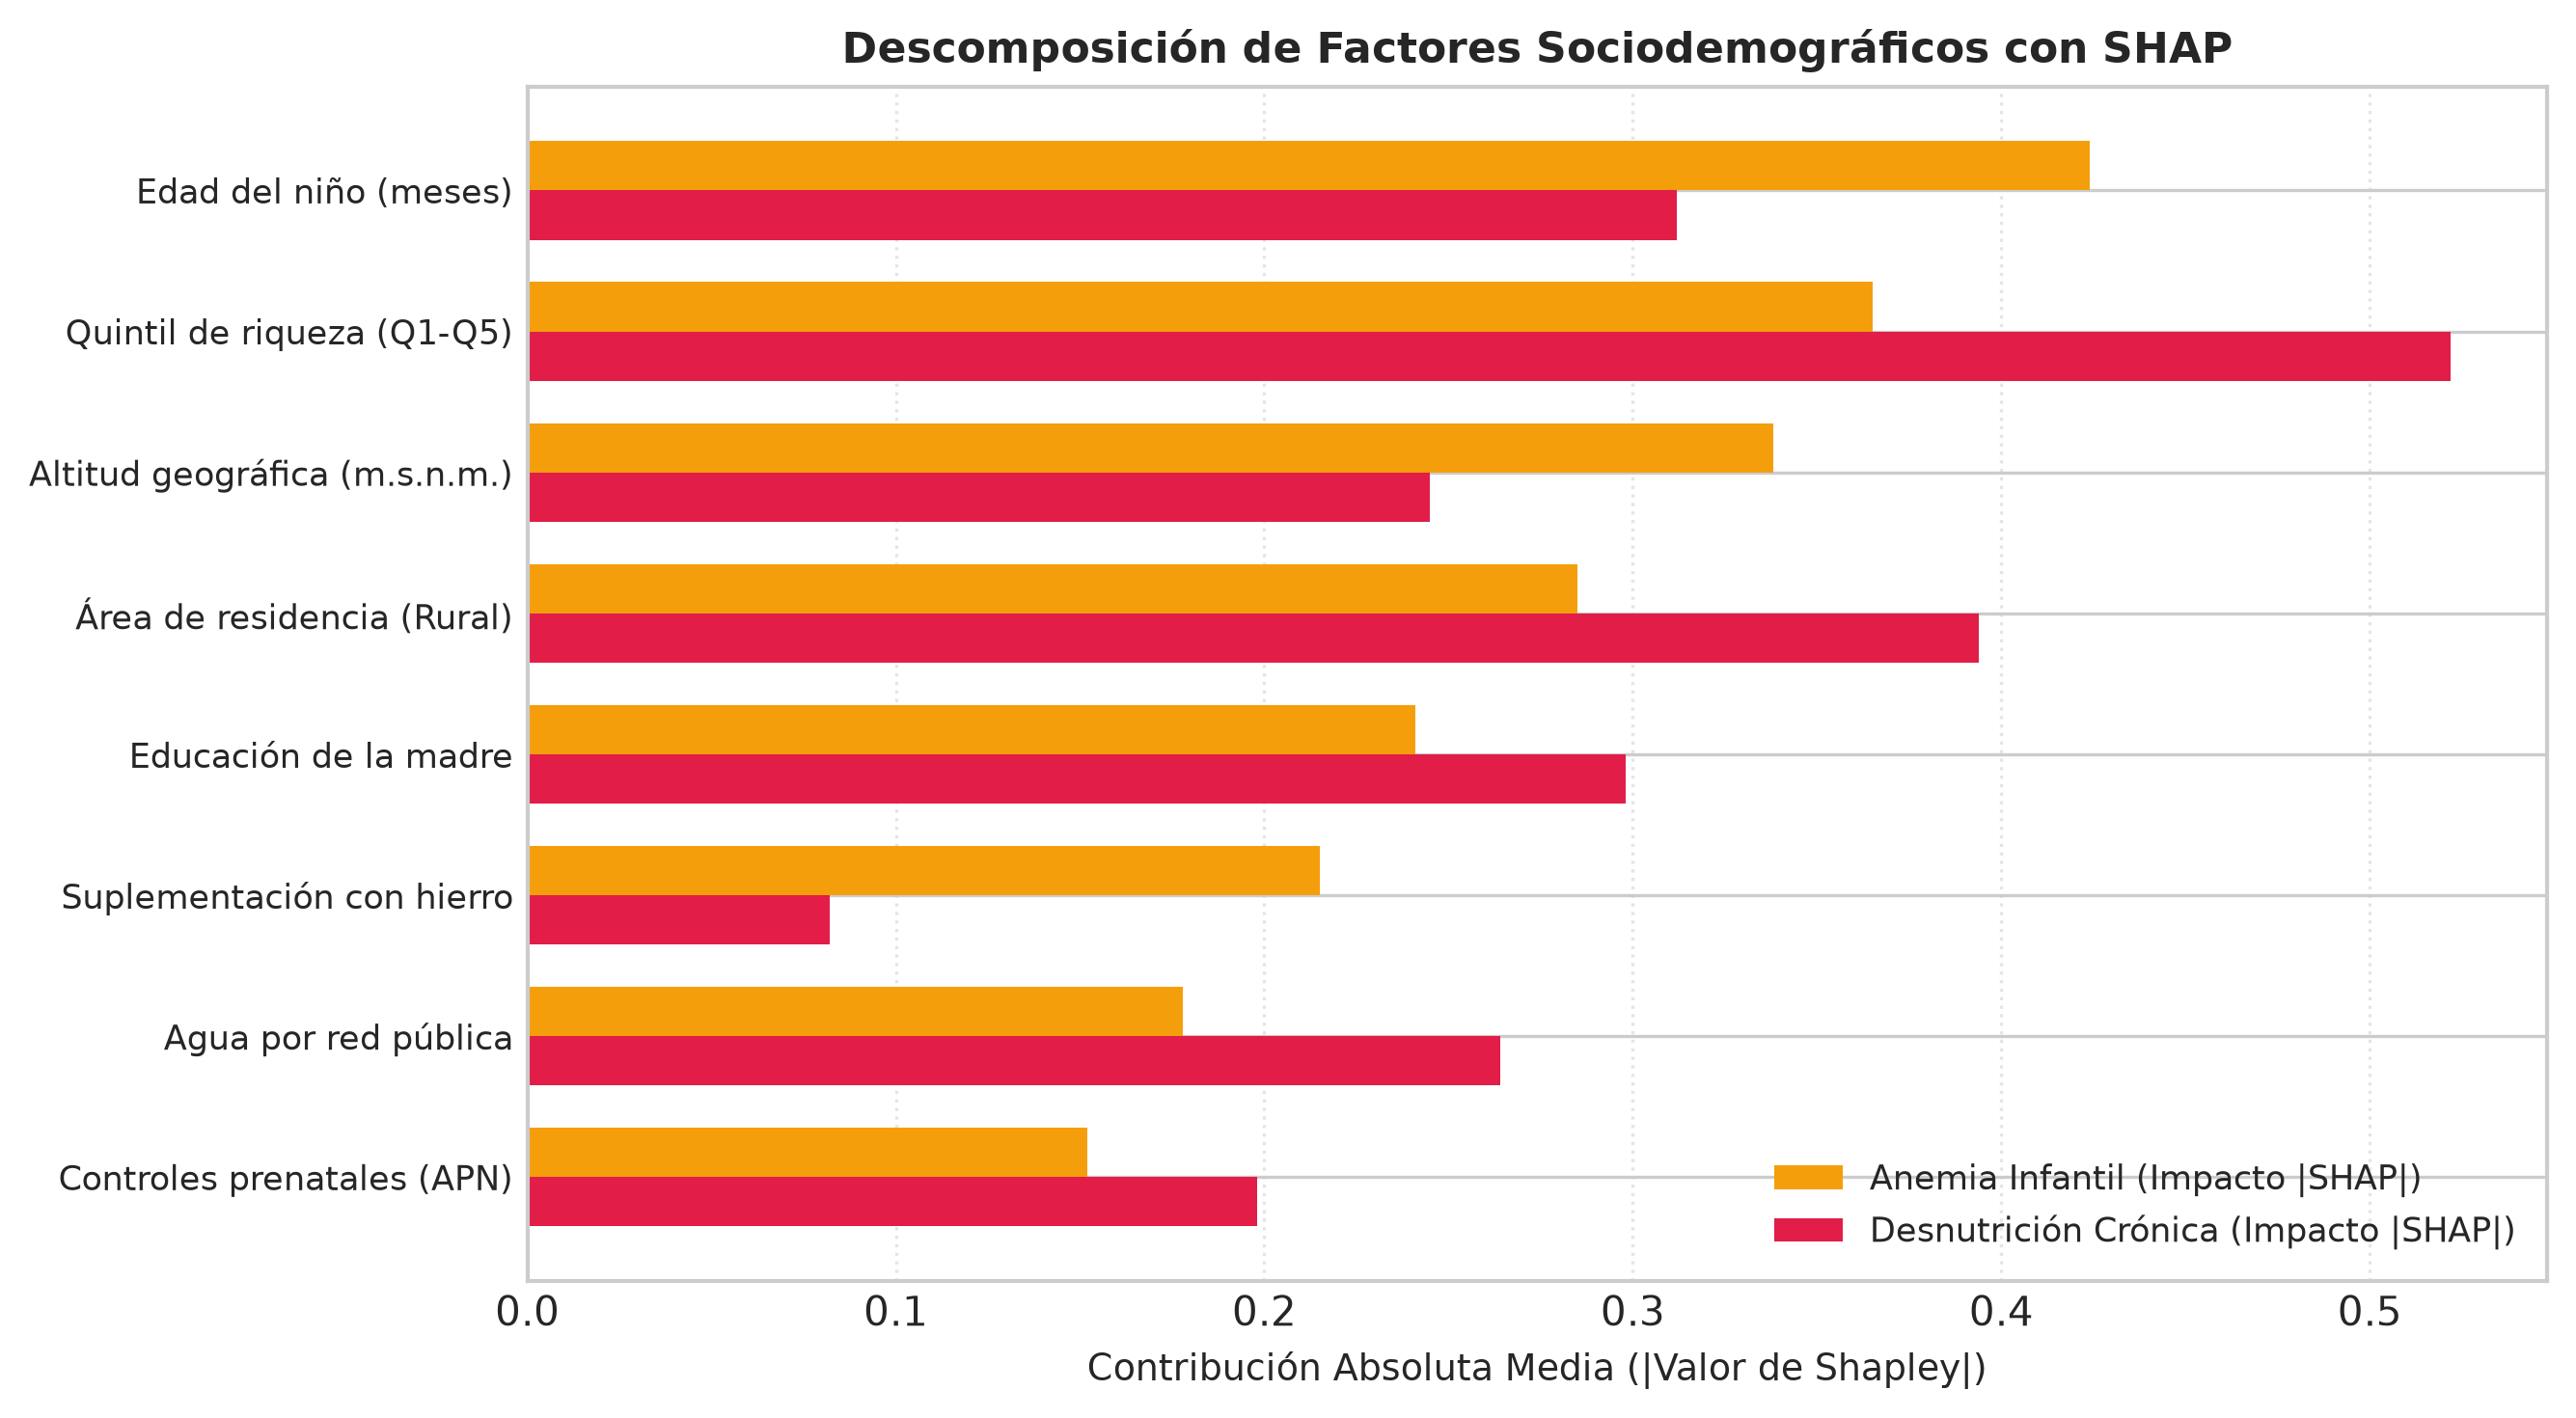 Descomposición de Factores Sociodemográficos con SHAP
Edad del niño (meses)
Quintil de riqueza (Q1-Q5)
Altitud geográfica (m.s.n.m.)
Área de residencia (Rural)
Educación de la madre
Suplementación con hierro
Agua por red pública
Controles prenatales (APN)
Anemia Infantil (Impacto |SHAP|)
Desnutrición Crónica (Impacto |SHAP|)
0.0 0.1 0.2 0.3 0.4 0.5
Contribución Absoluta Media (|Valor de Shapley|)